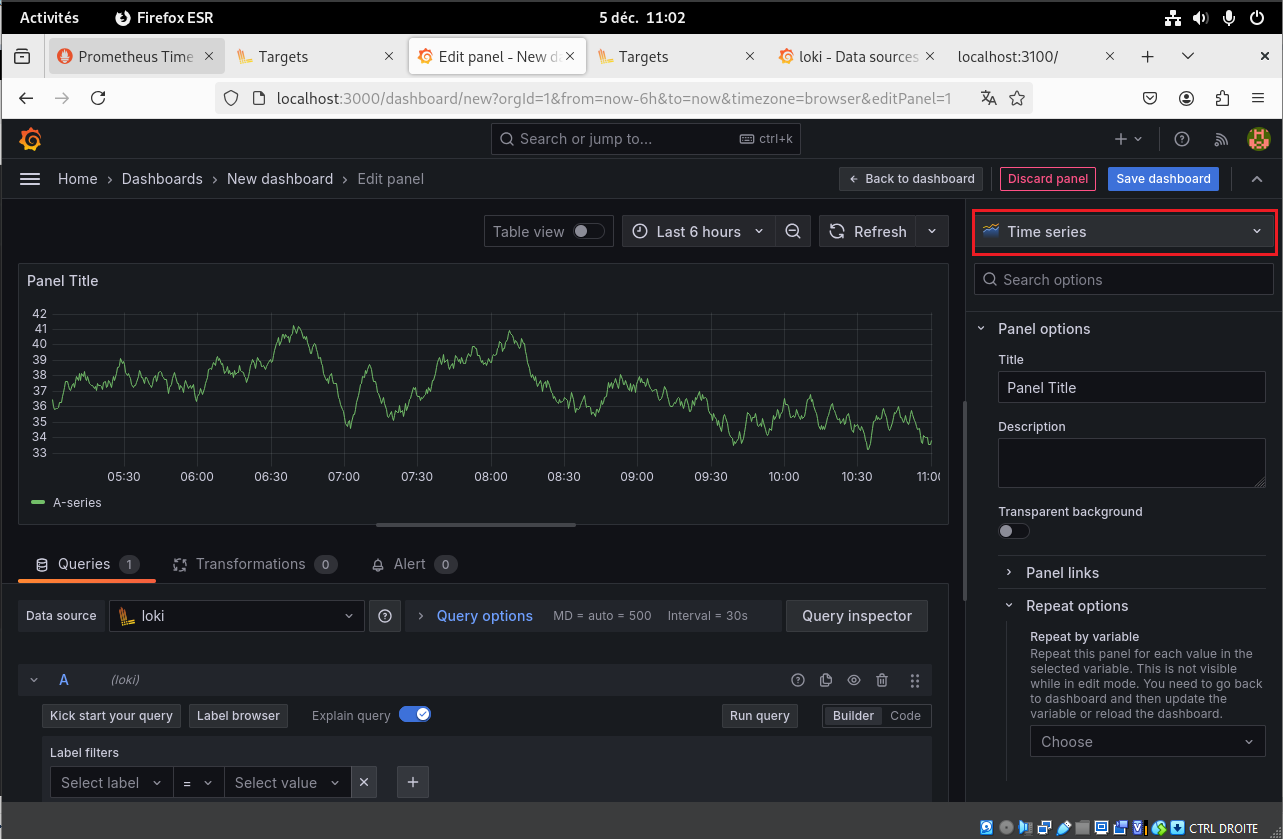 Activités
Firefox ESR
5 déc. 11:02
Prometheus Time
Targets
Edit panel - New d
Targets
loki - Data sources
localhost:3100/
localhost:3000/dashboard/new?orgId=1&from=now-6h&to=now&timezone=browser&editPanel=1
Search or jump to...
ctrl+k
Home › Dashboards › New dashboard › Edit panel
Back to dashboard
Discard panel
Save dashboard
Table view
Last 6 hours
Refresh
Time series
Search options
Panel Title
42
41
40
39
38
37
36
35
34
33
05:30 06:00 06:30 07:00 07:30 08:00 08:30 09:00 09:30 10:00 10:30 11:00
A-series
Panel options
Title
Panel Title
Description
Transparent background
Panel links
Repeat options
Repeat by variable
Repeat this panel for each value in the
selected variable. This is not visible
while in edit mode. You need to go back
to dashboard and then update the
variable or reload the dashboard.
Choose
Queries 1
Transformations 0
Alert 0
Data source
loki
Query options
MD = auto = 500
Interval = 30s
Query inspector
A
(loki)
Kick start your query
Label browser
Explain query
Run query
Builder
Code
Label filters
Select label
=
Select value
CTRL DROITE